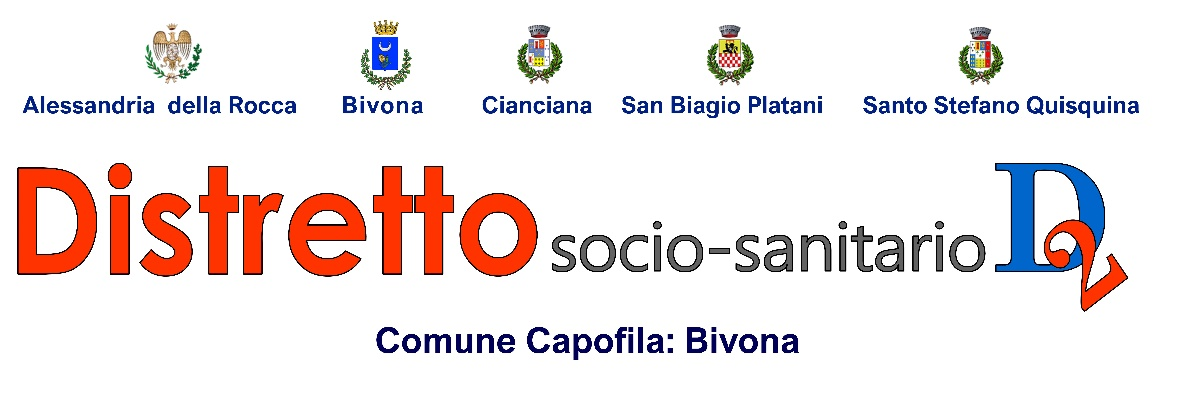 Alessandria della Rocca Bivona Cianciana San Biagio Platani Santo Stefano Quisquina
Distretto socio-sanitario D2
Comune Capofila: Bivona